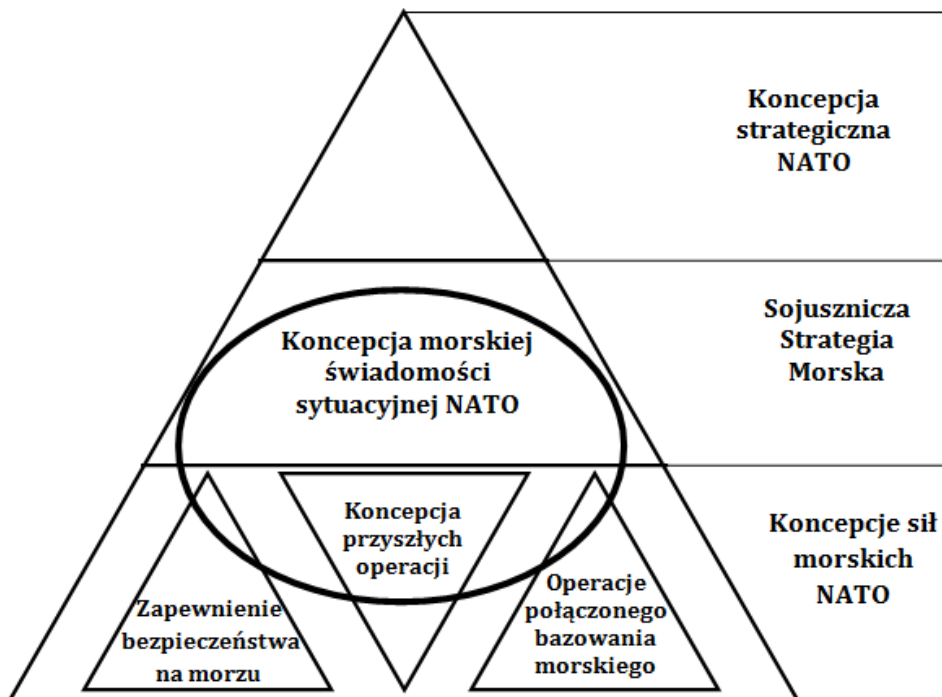 Koncepcja
strategiczna
NATO
Sojusznicza
Strategia
Morska
Koncepcja morskiej
świadomości
sytuacyjnej NATO
Koncepcje sił
morskich
NATO
Koncepcja
przyszłych
operacji
Zapewnienie
bezpieczeństwa
na morzu
Operacje
połączonego
bazowania
morskiego